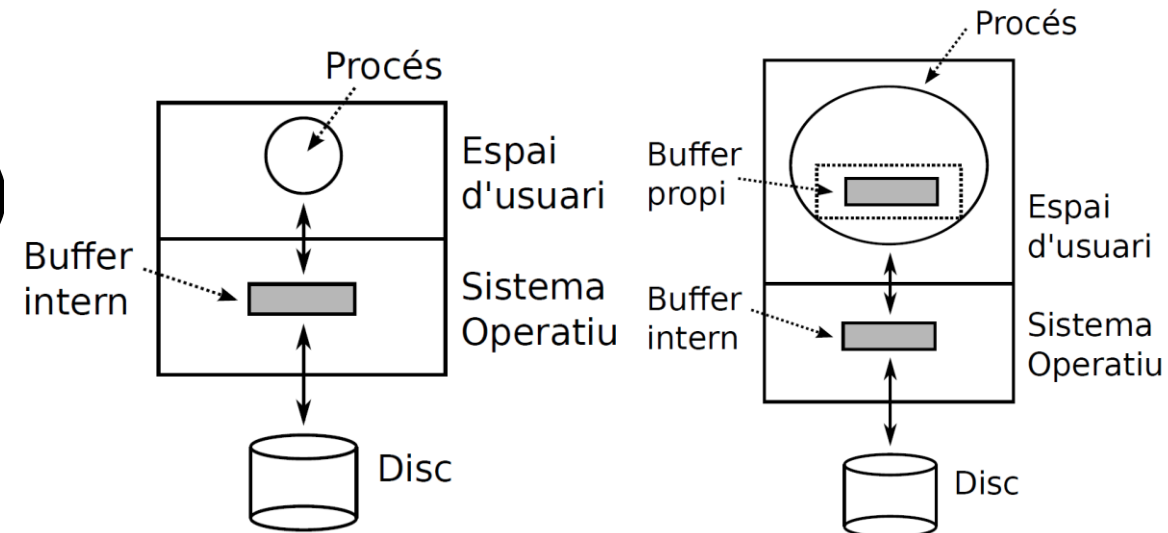 Procés
Espai
d'usuari
Buffer
intern
Sistema
Operatiu
Disc
Procés
Buffer
propi
Espai
d'usuari
Buffer
intern
Sistema
Operatiu
Disc